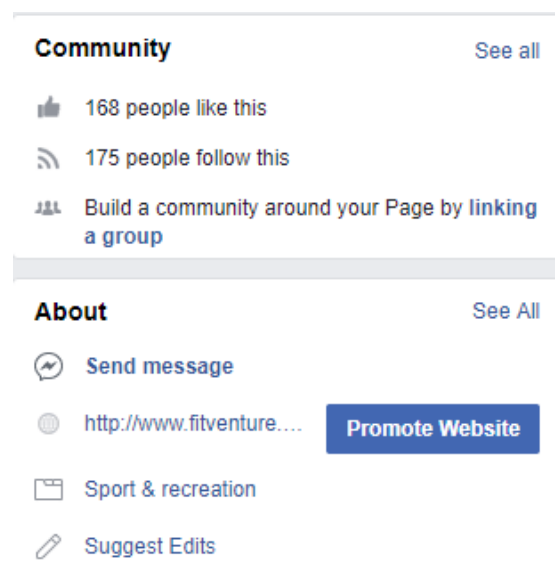 Community
See all
168 people like this
175 people follow this
Build a community around your Page by linking
a group
About
See All
Send message
http://www.fitventure....
Promote Website
Sport & recreation
Suggest Edits